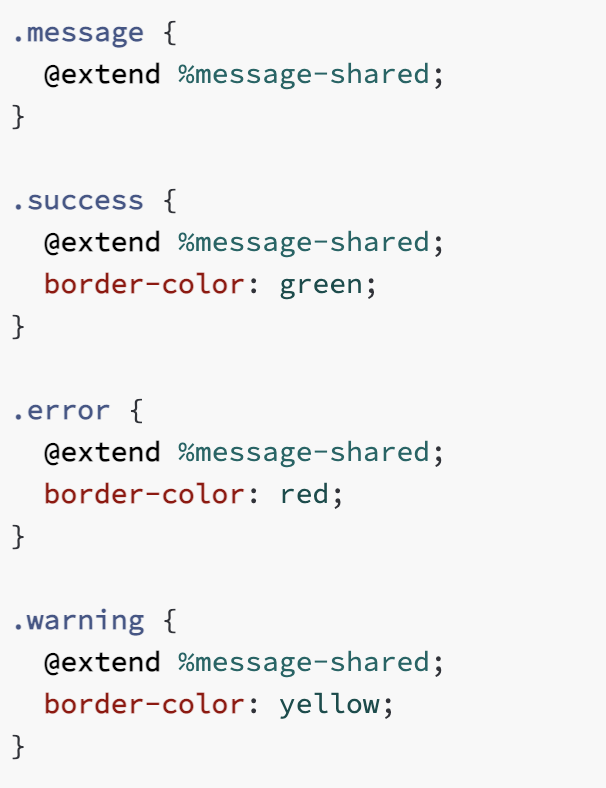 .message {
  @extend %message-shared;
}

.success {
  @extend %message-shared;
  border-color: green;
}

.error {
  @extend %message-shared;
  border-color: red;
}

.warning {
  @extend %message-shared;
  border-color: yellow;
}